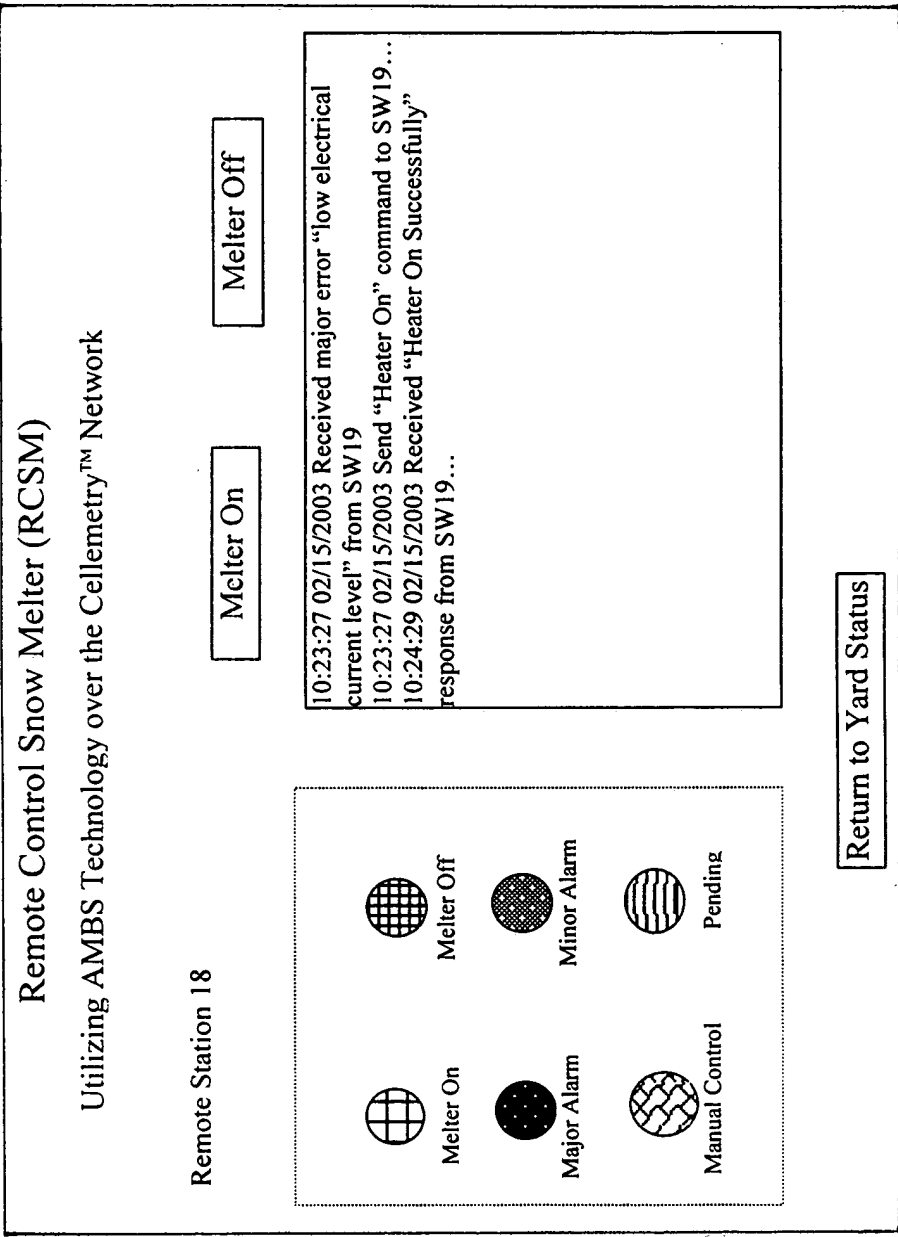 Remote Control Snow Melter (RCSM)
Utilizing AMBS Technology over the Cellemetry™ Network
Remote Station 18
Melter On
Melter Off
Melter On
Melter Off
Major Alarm
Minor Alarm
Manual Control
Pending
10:23:27 02/15/2003 Received major error “low electrical
current level” from SW19
10:23:27 02/15/2003 Send “Heater On” command to SW19...
10:24:29 02/15/2003 Received “Heater On Successfully”
response from SW19...
Return to Yard Status